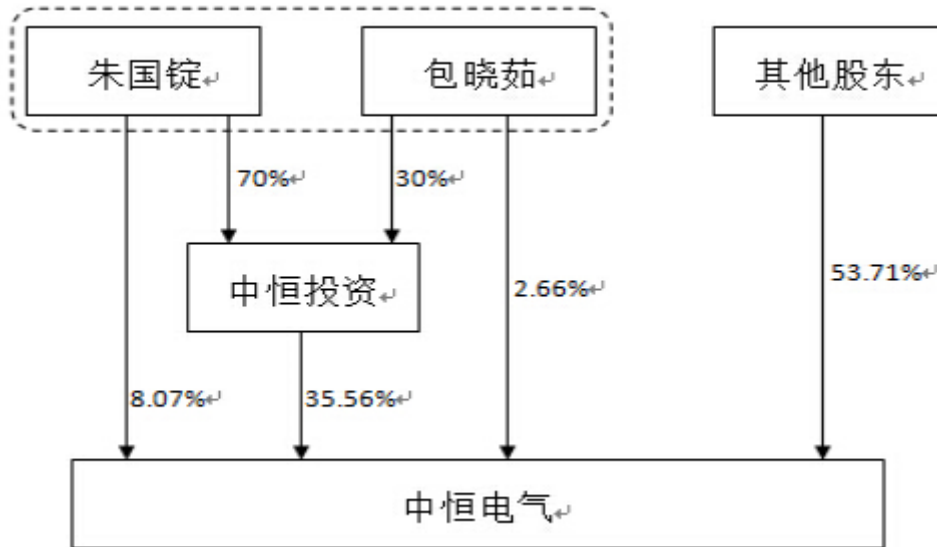 朱国锭
包晓茹
其他股东
70%
30%
中恒投资
2.66%
53.71%
8.07%
35.56%
中恒电气